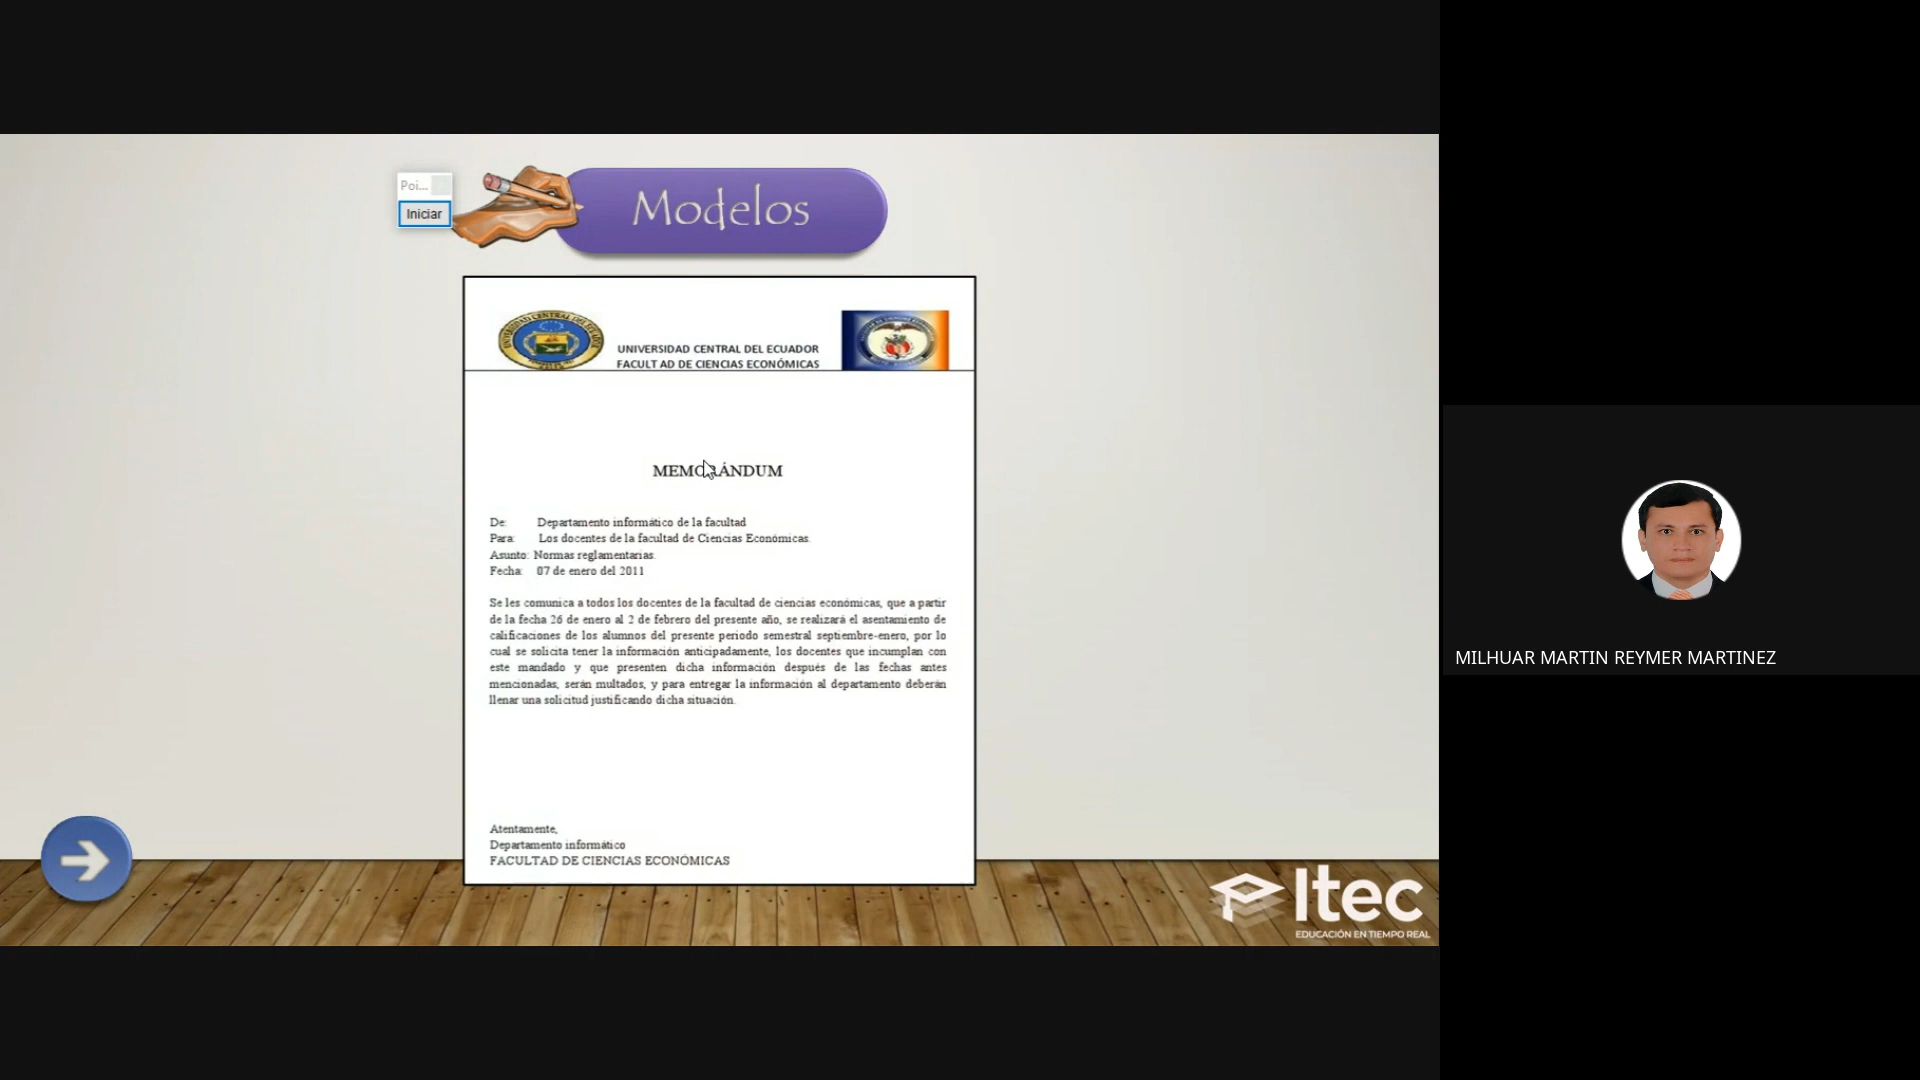 Poi...
Iniciar
Modelos
UNIVERSIDAD CENTRAL DEL ECUADOR
FACULT AD DE CIENCIAS ECONÓMICAS
MEMORÁNDUM
De: Departamento informático de la facultad
Para: Los docentes de la facultad de Ciencias Económicas.
Asunto: Normas reglamentarias.
Fecha: 07 de enero del 2011
Se les comunica a todos los docentes de la facultad de ciencias económicas, que a partir
de la fecha 26 de enero al 2 de febrero del presente año, se realizará el asentamiento de
calificaciones de los alumnos del presente periodo semestral septiembre-enero, por lo
cual se solicita tener la información anticipadamente, los docentes que incumplan con
este mandado y que presenten dicha información después de las fechas antes
mencionadas, serán multados, y para entregar la información al departamento deberán
llenar una solicitud justificando dicha situación.
Atentamente,
Departamento informático
FACULTAD DE CIENCIAS ECONÓMICAS
Itec
EDUCACIÓN EN TIEMPO REAL
MILHUAR MARTIN REYMER MARTINEZ